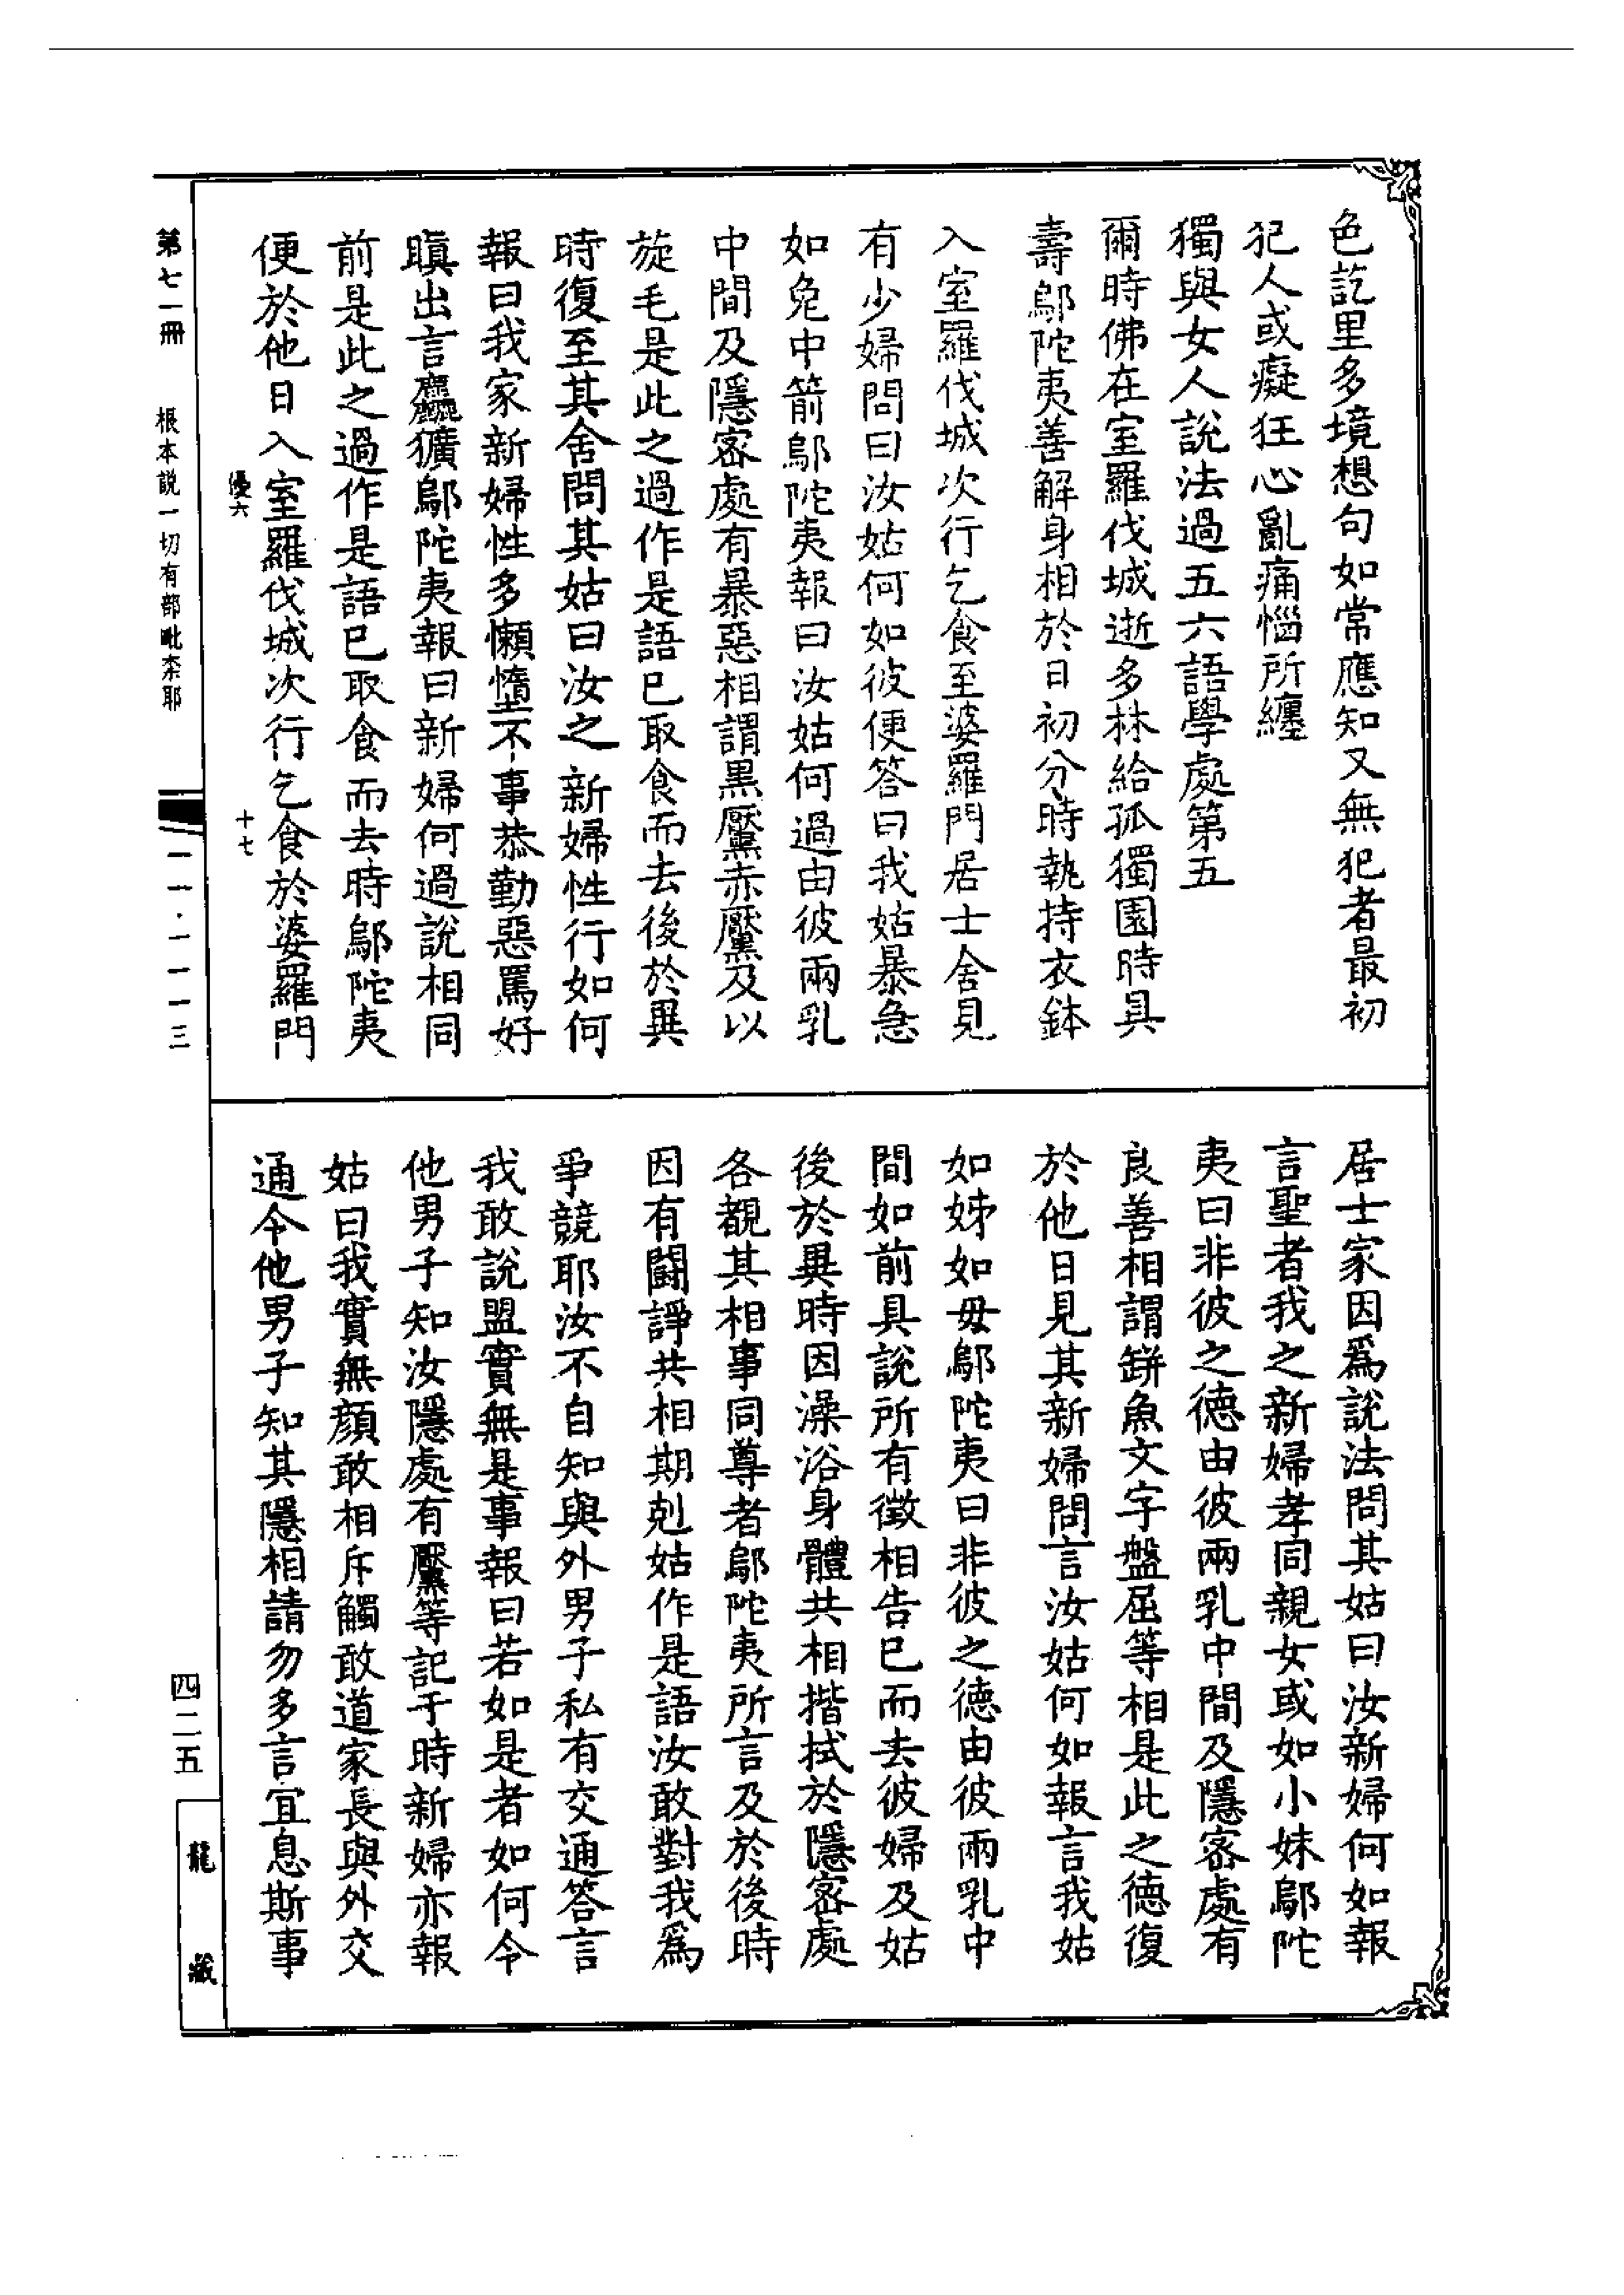 色訖里多境想句如常應知又無犯者最初
犯人或癡狂心亂痛惱所纏
獨與女人說法過五六語學處第五
爾時佛在室羅伐城逝多林給孤獨園時具
壽鄔陀夷善解身相於日初分時執持衣鉢
入室羅伐城次行乞食至婆羅門居士舍見
有少婦問曰汝姑何如彼便答曰我姑暴急
如兔中箭鄔陀夷報曰汝姑何過由彼兩乳
中間及隱密處有暴惡相謂黑黶赤黶及以
旋毛是此之過作是語已取食而去後於異
時復至其舍問其姑曰汝之新婦性行如何
報曰我家新婦性多懶墮不事恭勤惡罵好
瞋出言麤獷鄔陀夷報曰新婦何過說相同
前是此之過作是語已取食而去時鄔陀夷
便於他日入室羅伐城次行乞食於婆羅門
居士家因爲說法問其姑曰汝新婦何如報
言聖者我之新婦孝同親女或如小妹鄔陀
夷曰非彼之德由彼兩乳中間及隱密處有
良善相謂缾魚文字盤屈等相是此之德復
於他日見其新婦問言汝姑何如報言我姑
如姊如母鄔陀夷曰非彼之德由彼兩乳中
間如前具說所有徵相告已而去彼婦及姑
後於異時因澡浴身體共相揩拭於隱密處
各覩其相事同尊者鄔陀夷所言及於後時
因有鬪諍共相期剋姑作是語汝敢對我爲
爭競耶汝不自知與外男子私有交通答言
我敢說盟實無是事報曰若如是者如何令
他男子知汝隱處有黶等記于時新婦亦報
姑曰我實無顏敢相斥觸敢道家長與外交
通令他男子知其隱相請勿多言宜息斯事
優六
十七
第七一冊
根本說一切有部毗柰耶
一一·一一一三
四二五
龍藏